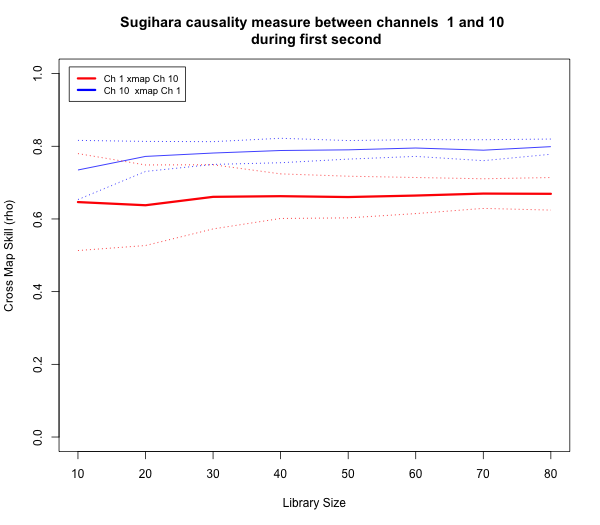 Sugihara causality measure between channels  1 and 10
during first second
Ch 1 xmap Ch 10
Ch 10  xmap Ch 1
Cross Map Skill (rho)
1.0
0.8
0.6
0.4
0.2
0.0
10 20 30 40 50 60 70 80
Library Size